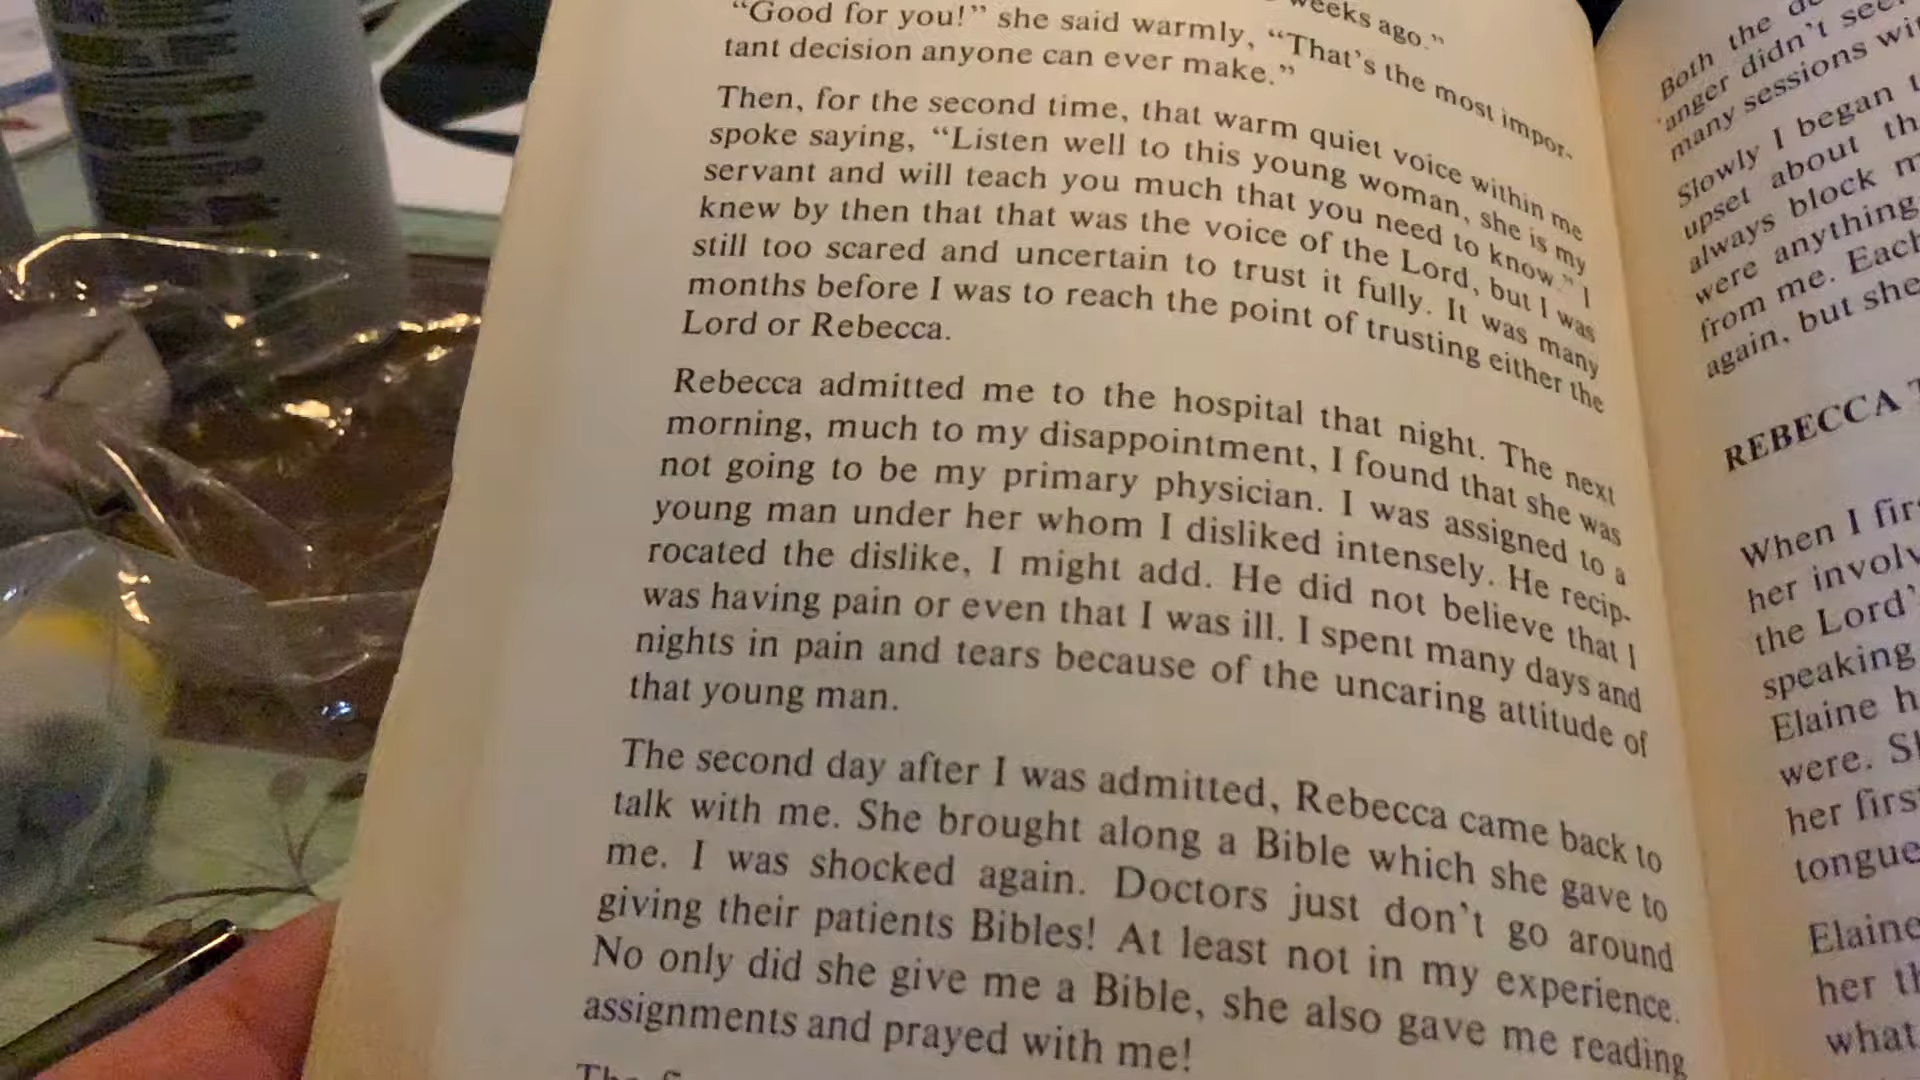 weeks ago."
"Good for you!" she said warmly, "That's the most impor-
tant decision anyone can ever make."
Then, for the second time, that warm quiet voice within me
spoke saying, "Listen well to this young woman, she is my
servant and will teach you much that you need to know." I
knew by then that that was the voice of the Lord, but I was
still too scared and uncertain to trust it fully. It was many
months before I was to reach the point of trusting either the
Lord or Rebecca.
Rebecca admitted me to the hospital that night. The next
morning, much to my disappointment, I found that she was
not going to be my primary physician. I was assigned to a
young man under her whom I disliked intensely. He recip-
rocated the dislike, I might add. He did not believe that I
was having pain or even that I was ill. I spent many days and
nights in pain and tears because of the uncaring attitude of
that young man.
The second day after I was admitted, Rebecca came back to
talk with me. She brought along a Bible which she gave to
me. I was shocked again. Doctors just don't go around
giving their patients Bibles! At least not in my experience.
No only did she give me a Bible, she also gave me reading
assignments and prayed with me!
Both the
anger didn't
many sessions
Slowly I began
upset about
always block
were anything
from me. Each
again, but she
REBECCA
When I
her
the Lord'
speaking
Elaine
were.
her
tongue
Elaine
her
what